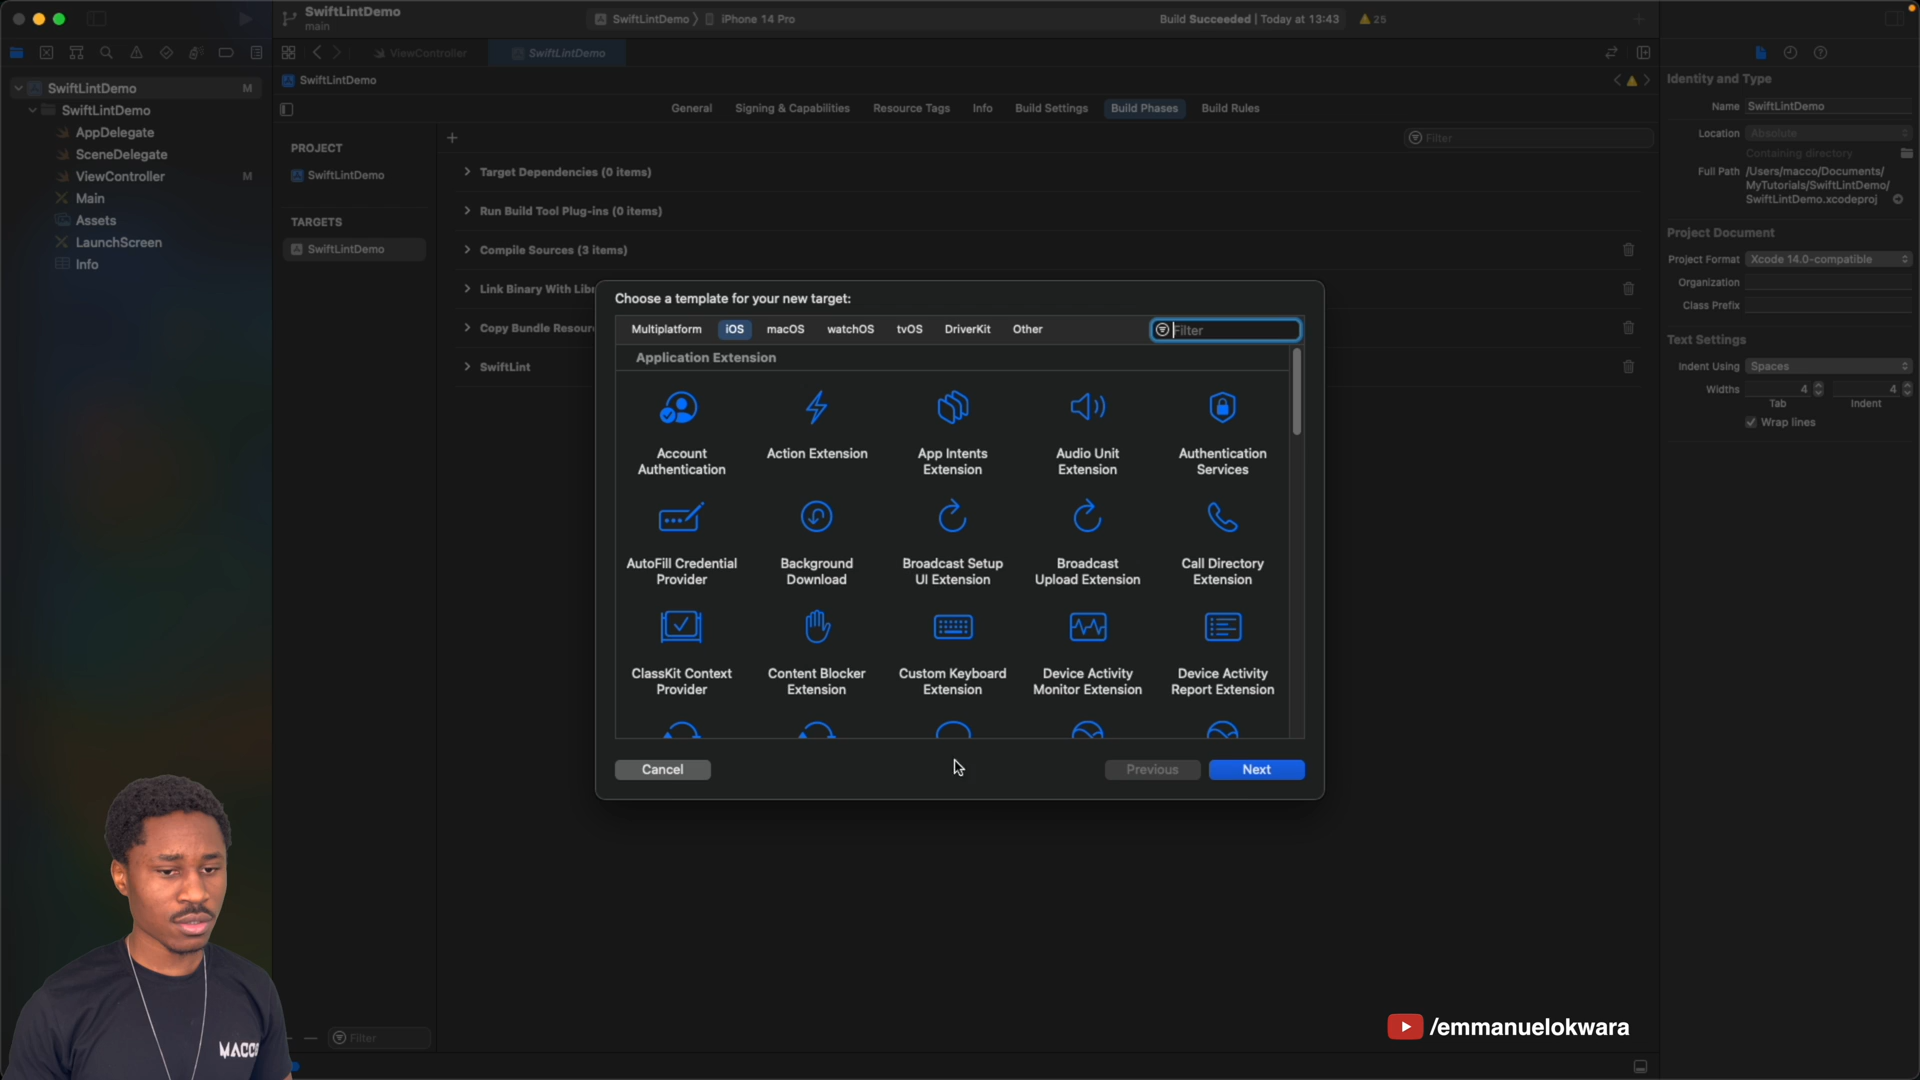 SwiftLintDemo
main
SwiftLintDemo
iPhone 14 Pro
Build Succeeded | Today at 13:43
25
ViewController
SwiftLintDemo
SwiftLintDemo
M
SwiftLintDemo
AppDelegate
SceneDelegate
ViewController
M
Main
Assets
LaunchScreen
Info
SwiftLintDemo
General
Signing & Capabilities
Resource Tags
Info
Build Settings
Build Phases
Build Rules
PROJECT
SwiftLintDemo
TARGETS
SwiftLintDemo
Filter
Target Dependencies (0 items)
Run Build Tool Plug-ins (0 items)
Compile Sources (3 items)
Link Binary With
Copy Bundle
SwiftLint
Choose a template for your new target:
Multiplatform
iOS
macOS
watchOS
tvOS
DriverKit
Other
Filter
Application Extension
Account
Authentication
Action Extension
App Intents
Extension
Audio Unit
Extension
Authentication
Services
AutoFill Credential
Provider
Background
Download
Broadcast Setup
UI Extension
Broadcast
Upload Extension
Call Directory
Extension
ClassKit Context
Provider
Content Blocker
Extension
Custom Keyboard
Extension
Device Activity
Monitor Extension
Device Activity
Report Extension
Cancel
Previous
Next
Identity and Type
Name SwiftLintDemo
Location Absolute
Containing directory
Full Path /Users/macco/Documents/
MyTutorials/SwiftLintDemo/
SwiftLintDemo.xcodeproj
Project Document
Project Format Xcode 14.0-compatible
Organization
Class Prefix
Text Settings
Indent Using Spaces
Widths 4 4
Tab Indent
Wrap lines
Filter
/emmanuelokwara